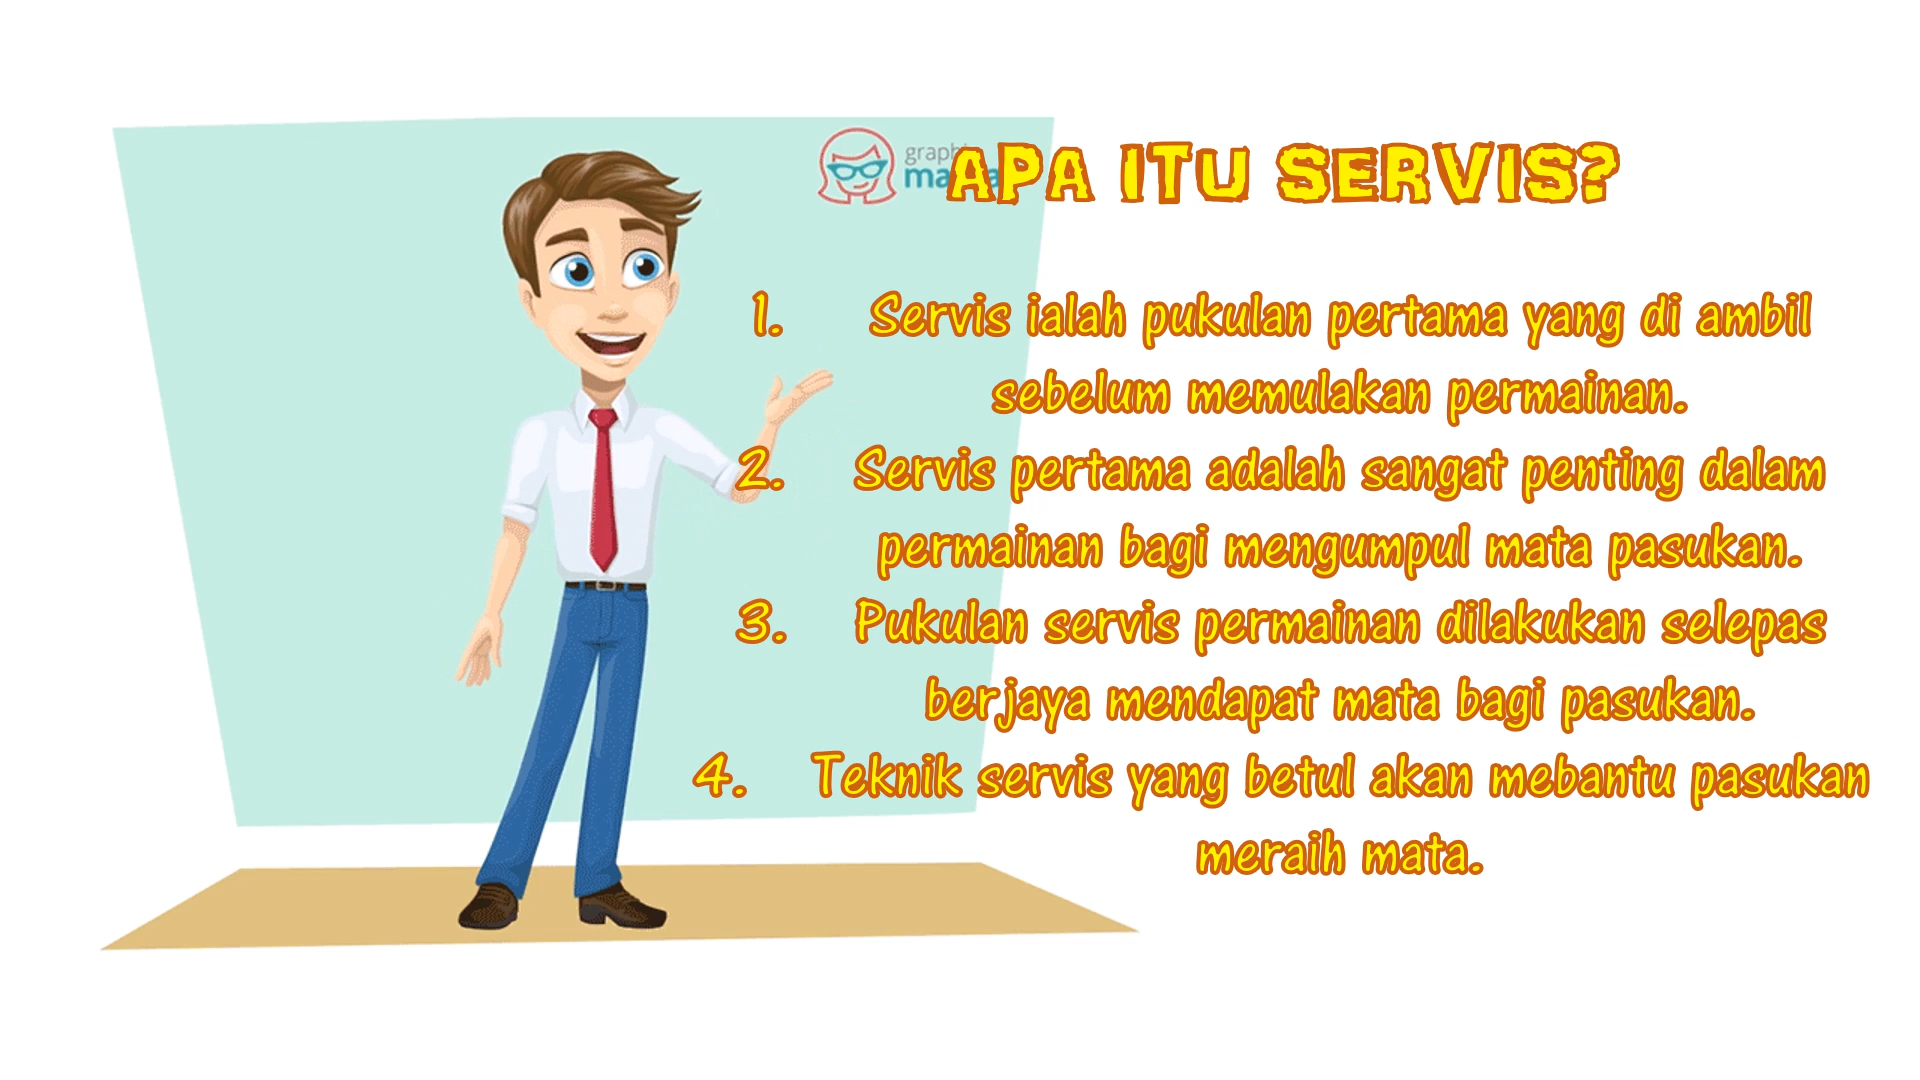 APA ITU SERVIS?
1. Servis ialah pukulan pertama yang di ambil
sebelum memulakan permainan.
2. Servis pertama adalah sangat penting dalam
permainan bagi mengumpul mata pasukan.
3. Pukulan servis permainan dilakukan selepas
berjaya mendapat mata bagi pasukan.
4. Teknik servis yang betul akan mebantu pasukan
meraih mata.